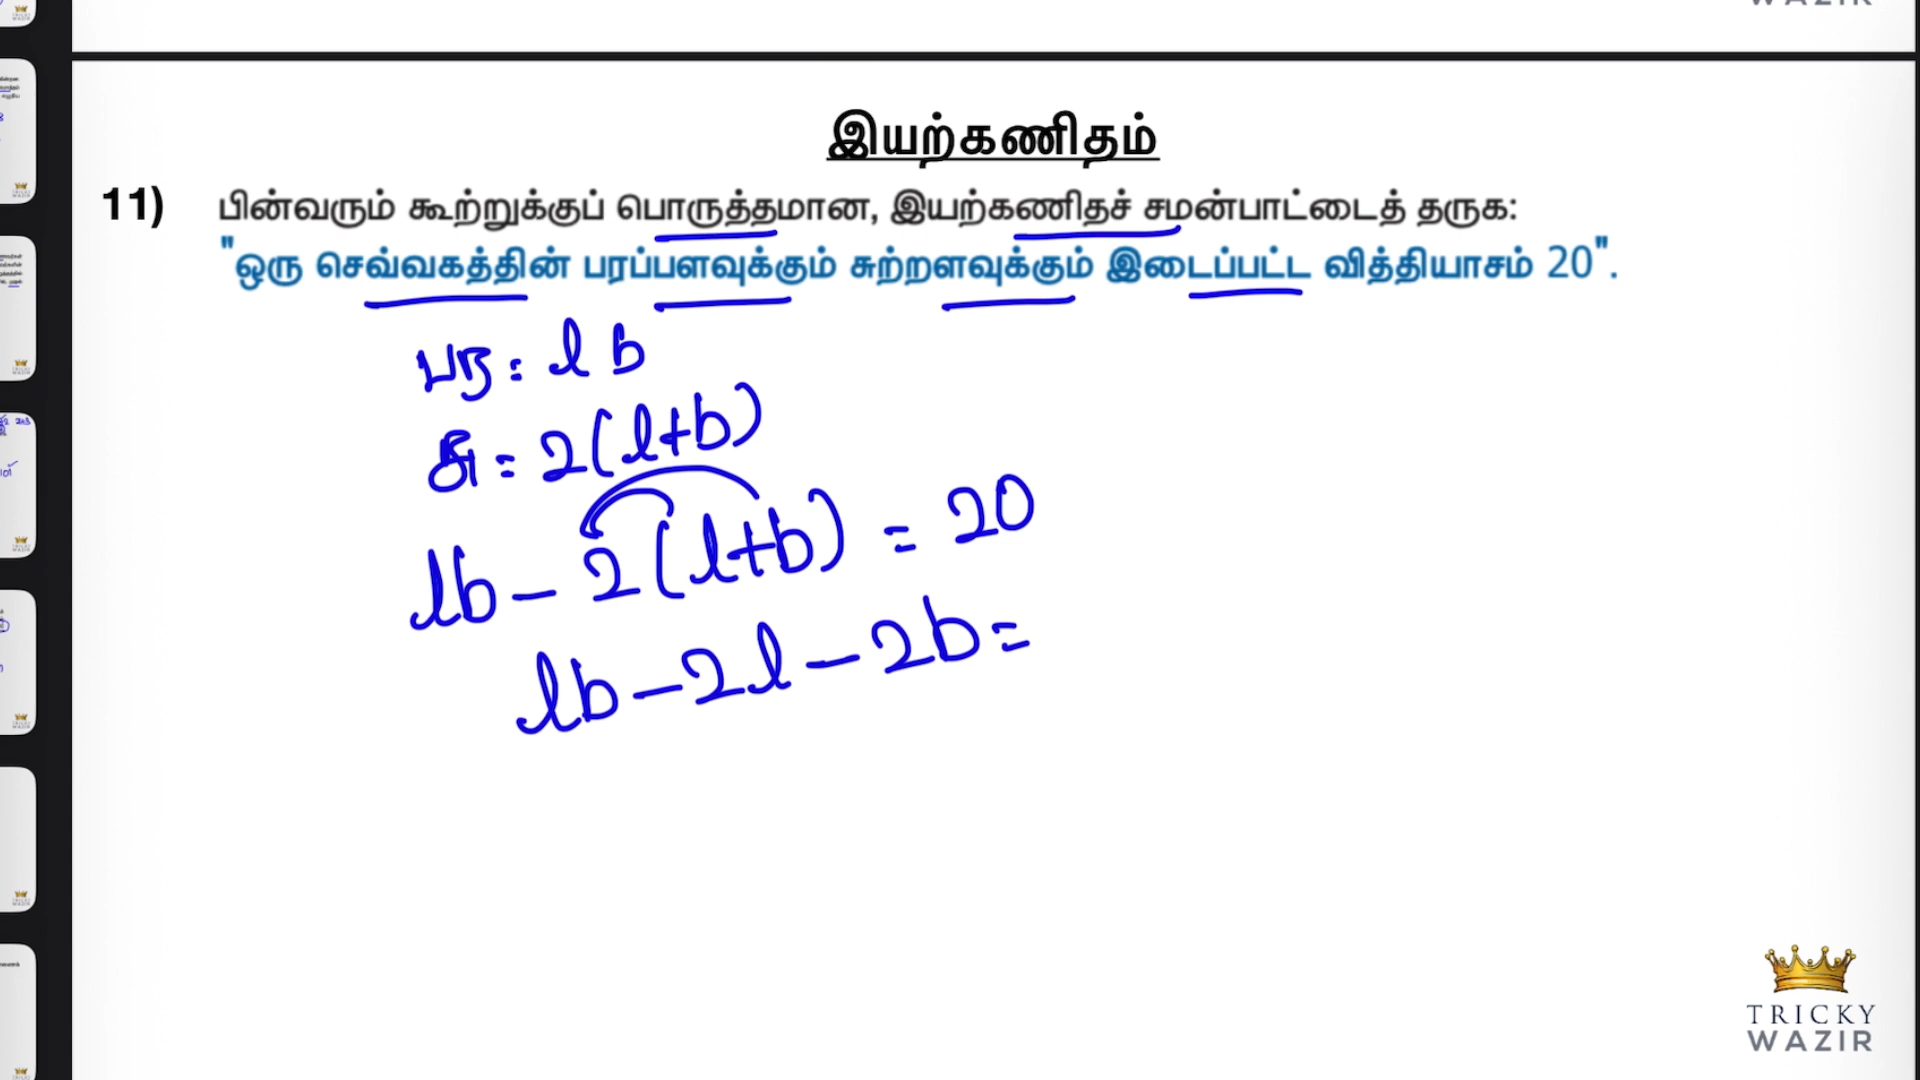 இயற்கணிதம்
11) பின்வரும் கூற்றுக்குப் பொருத்தமான, இயற்கணிதச் சமன்பாட்டைத் தருக:
"ஒரு செவ்வகத்தின் பரப்பளவுக்கும் சுற்றளவுக்கும் இடைப்பட்ட வித்தியாசம் 20".
பர = l b
சு = 2(l+b)
lb - 2(l+b) = 20
lb - 2l - 2b =
TRICKY
WAZIR